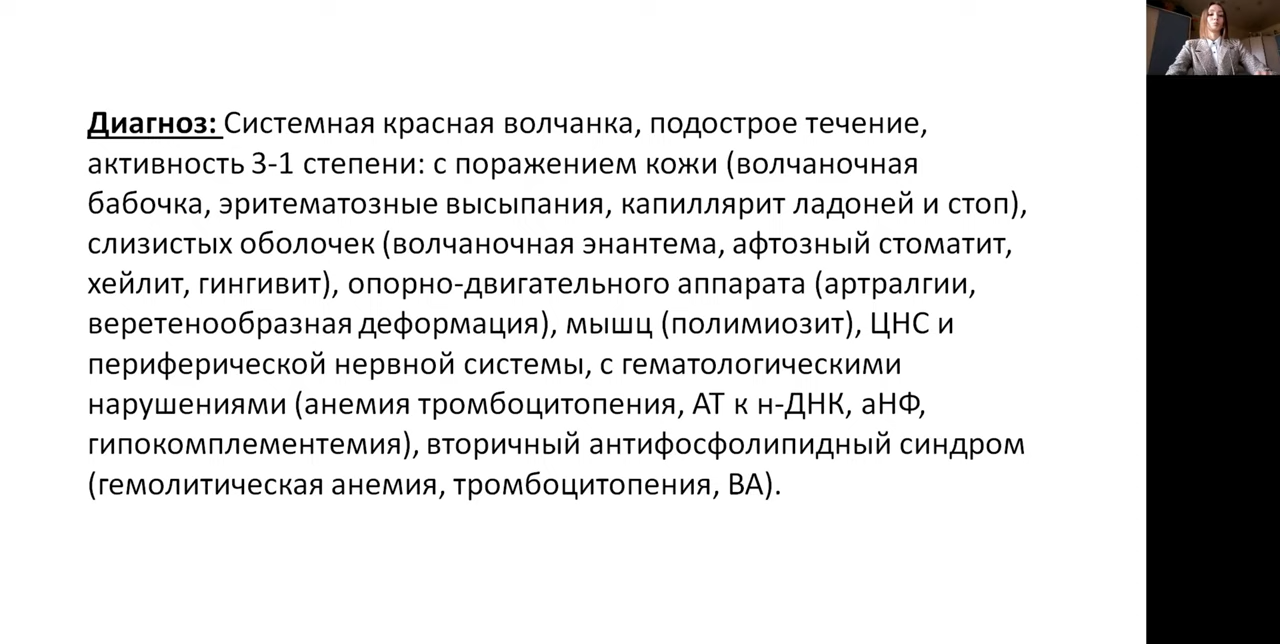 Диагноз: Системная красная волчанка, подострое течение,
активность 3-1 степени: с поражением кожи (волчаночная
бабочка, эритематозные высыпания, капиллярит ладоней и стоп),
слизистых оболочек (волчаночная энантема, афтозный стоматит,
хейлит, гингивит), опорно-двигательного аппарата (артралгии,
веретенообразная деформация), мышц (полимиозит), ЦНС и
периферической нервной системы, с гематологическими
нарушениями (анемия тромбоцитопения, АТ к н-ДНК, аНФ,
гипокомплементемия), вторичный антифосфолипидный синдром
(гемолитическая анемия, тромбоцитопения, ВА).